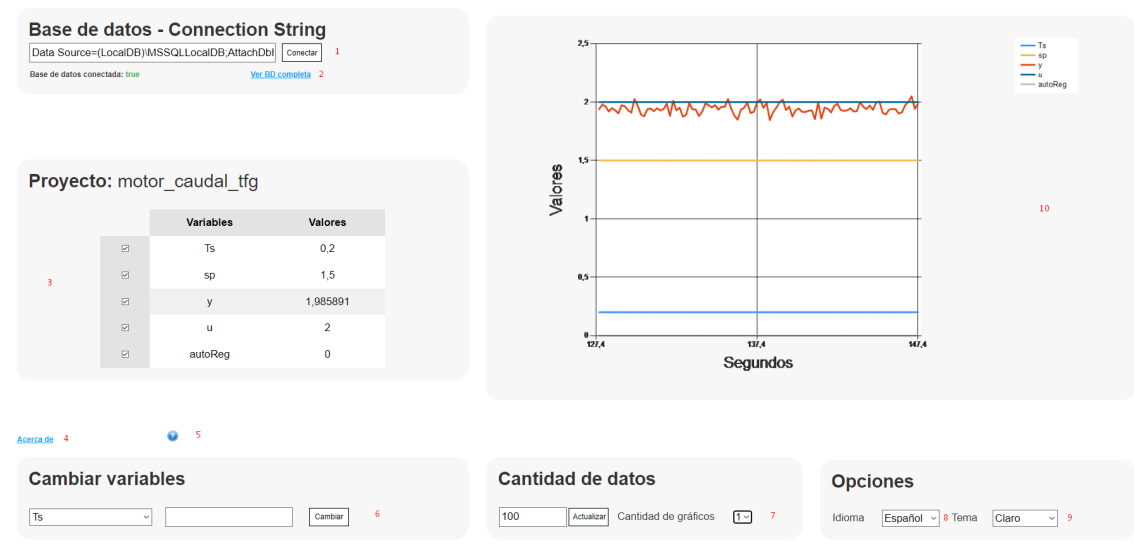 Base de datos - Connection String
Data Source=(LocalDB)\MSSQLLocalDB;AttachDbI Conectar 1
Base de datos conectada: true Ver BD completa 2
Proyecto: motor_caudal_tfg
Variables Valores
Ts 0,2
sp 1,5
3
y 1,985891
u 2
autoReg 0
Valores
2,5
2
1,5
1
0,5
0
127,4 137,4 147,4
Segundos
Ts
sp
y
u
autoReg
10
Acerca de 4 5
Cambiar variables
Ts Cambiar 6
Cantidad de datos
100 Actualizar Cantidad de gráficos 1 7
Opciones
Idioma Español 8 Tema Claro 9